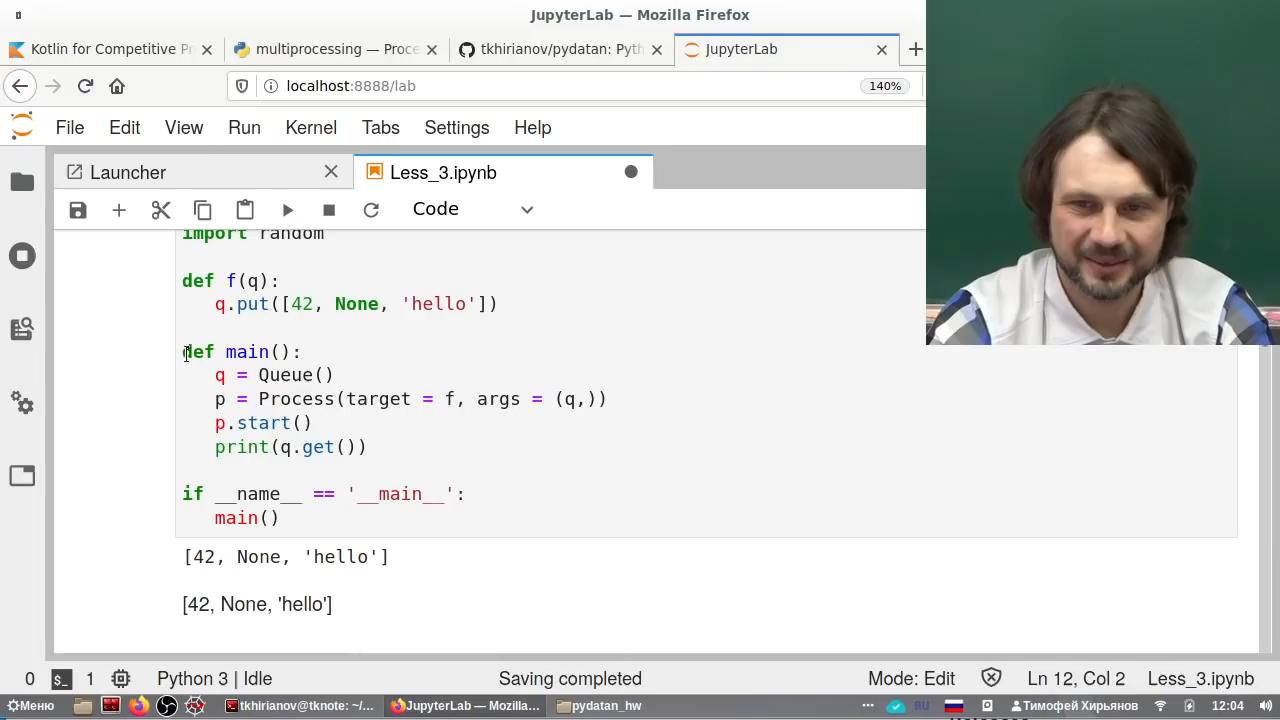 JupyterLab — Mozilla Firefox
Kotlin for Competitive Pr
multiprocessing — Proce
tkhirianov/pydatan: Pyth
JupyterLab
localhost:8888/lab
140%
File Edit View Run Kernel Tabs Settings Help
Launcher
Less_3.ipynb
Code
import random
def f(q):
q.put([42, None, 'hello'])
def main():
q = Queue()
p = Process(target = f, args = (q,))
p.start()
print(q.get())
if __name__ == '__main__':
main()
[42, None, 'hello']
[42, None, 'hello']
0 1 Python 3 | Idle Saving completed Mode: Edit Ln 12, Col 2 Less_3.ipynb
Меню tkhirianov@tknote: ~/... JupyterLab — Mozilla... pydatan_hw RU Тимофей Хирьянов 12:04